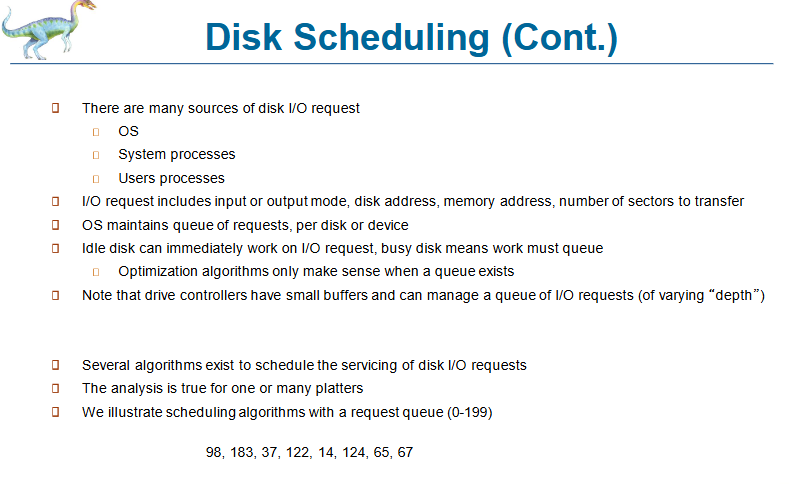 Disk Scheduling (Cont.)
There are many sources of disk I/O request
OS
System processes
Users processes
I/O request includes input or output mode, disk address, memory address, number of sectors to transfer
OS maintains queue of requests, per disk or device
Idle disk can immediately work on I/O request, busy disk means work must queue
Optimization algorithms only make sense when a queue exists
Note that drive controllers have small buffers and can manage a queue of I/O requests (of varying “depth”)
Several algorithms exist to schedule the servicing of disk I/O requests
The analysis is true for one or many platters
We illustrate scheduling algorithms with a request queue (0-199)
98, 183, 37, 122, 14, 124, 65, 67